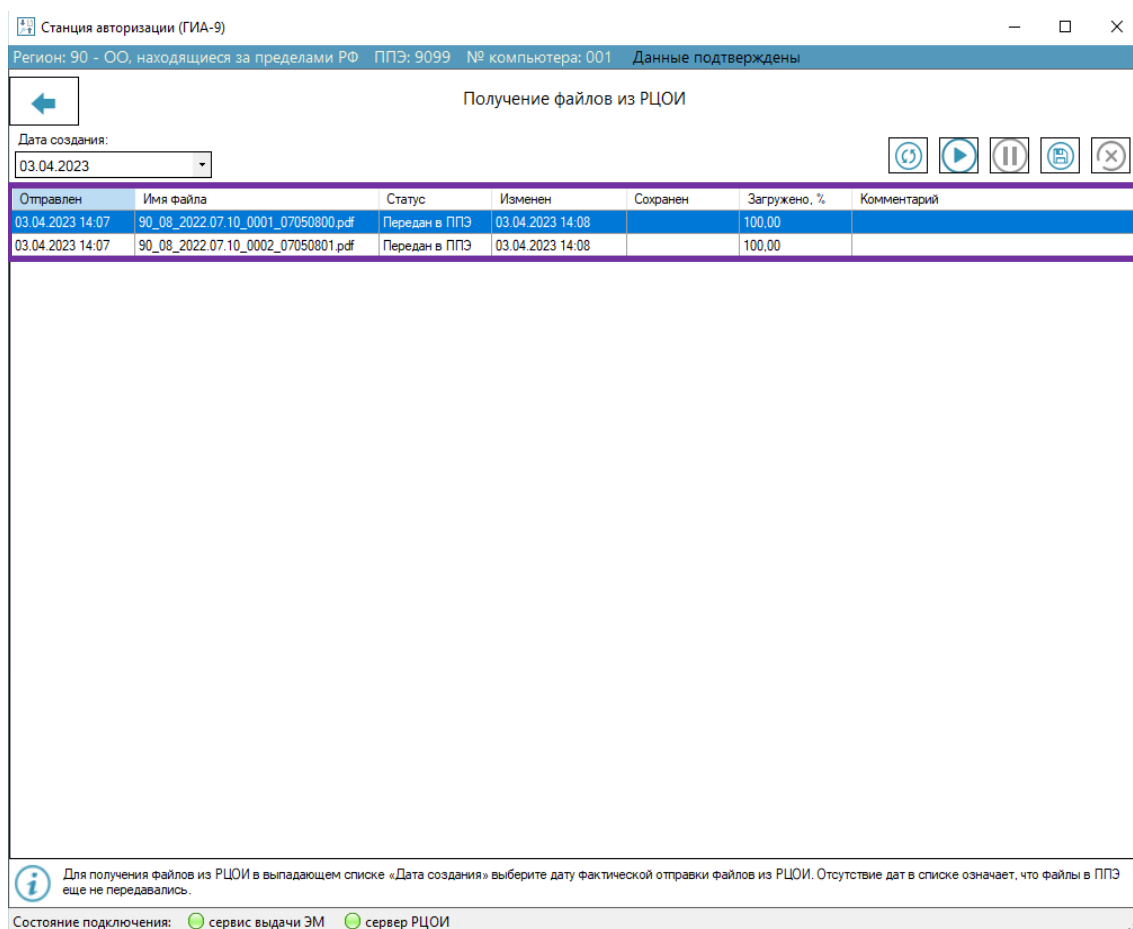 Станция авторизации (ГИА-9)
Регион: 90 - ОО, находящиеся за пределами РФ ППЭ: 9099 № компьютера: 001 Данные подтверждены
Получение файлов из РЦОИ
Дата создания:
03.04.2023
Отправлен Имя файла Статус Изменен Сохранен Загружено, % Комментарий
03.04.2023 14:07 90_08_2022.07.10_0001_07050800.pdf Передан в ППЭ 03.04.2023 14:08 100,00
03.04.2023 14:07 90_08_2022.07.10_0002_07050801.pdf Передан в ППЭ 03.04.2023 14:08 100,00
Для получения файлов из РЦОИ в выпадающем списке «Дата создания» выберите дату фактической отправки файлов из РЦОИ. Отсутствие дат в списке означает, что файлы в ППЭ
еще не передавались.
Состояние подключения: сервис выдачи ЭМ сервер РЦОИ